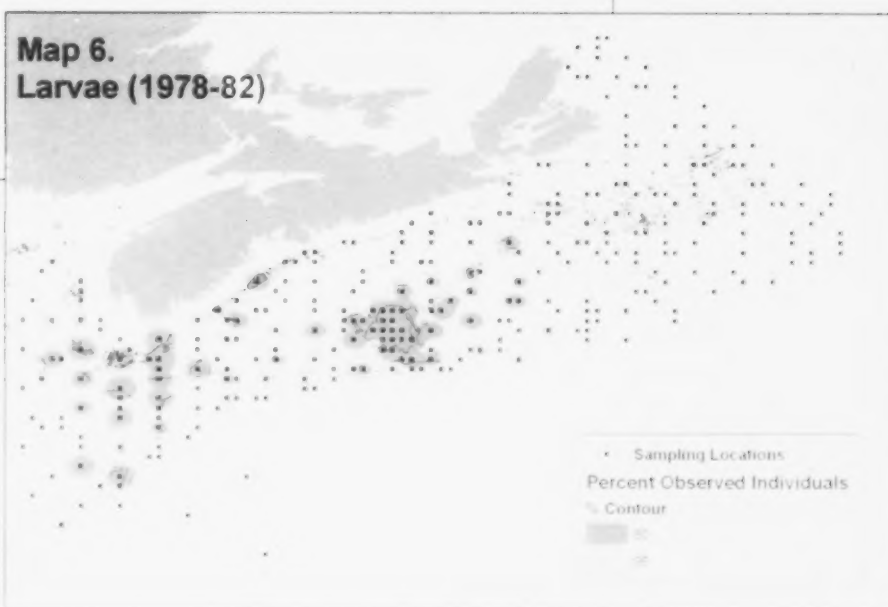 Map 6.
Larvae (1978-82)
Sampling Locations
Percent Observed Individuals
% Contour